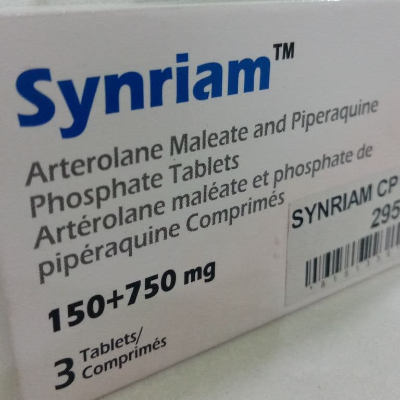 Synriam™
Arterolane Maleate and Piperaquine
Phosphate Tablets
Artérolane maléate et phosphate de
pipéraquine Comprimés
150+750 mg
3 Tablets/
Comprimés
SYNRIAM CP
295